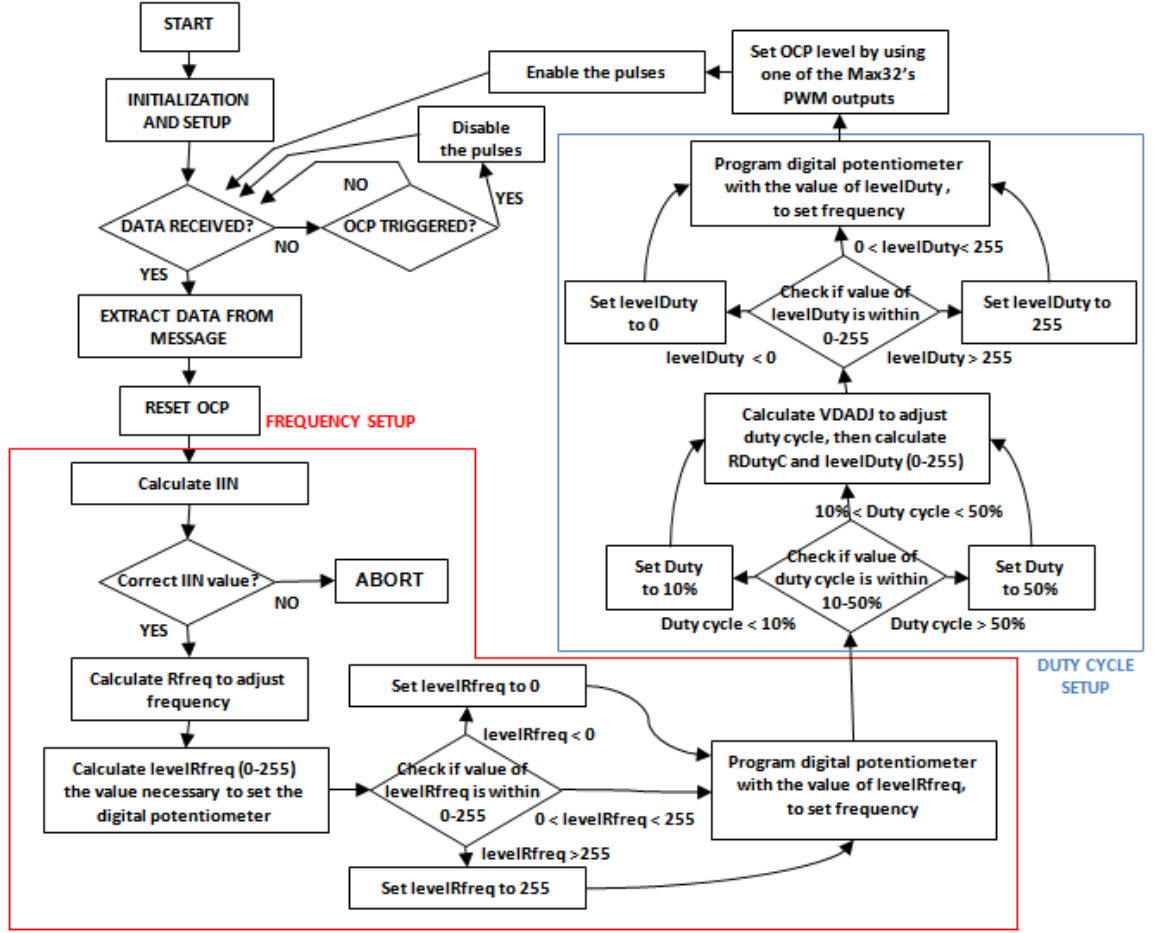 START
INITIALIZATION
AND SETUP
DATA RECEIVED?
NO
YES
OCP TRIGGERED?
NO
YES
Disable
the pulses
Enable the pulses
Set OCP level by using
one of the Max32's
PWM outputs
EXTRACT DATA FROM
MESSAGE
RESET OCP
FREQUENCY SETUP
Calculate IIN
Correct IIN value?
NO
ABORT
YES
Calculate Rfreq to adjust
frequency
Calculate levelRfreq (0-255)
the value necessary to set the
digital potentiometer
Set levelRfreq to 0
levelRfreq < 0
Check if value of
levelRfreq is within
0-255
0 < levelRfreq < 255
levelRfreq >255
Set levelRfreq to 255
Program digital potentiometer
with the value of levelRfreq,
to set frequency
DUTY CYCLE
SETUP
Check if value of
duty cycle is within
10-50%
Set Duty
to 10%
Duty cycle < 10%
Set Duty
to 50%
Duty cycle > 50%
10% < Duty cycle < 50%
Calculate VDADJ to adjust
duty cycle, then calculate
RDutyC and levelDuty (0-255)
Check if value of
levelDuty is within
0-255
Set levelDuty
to 0
levelDuty < 0
Set levelDuty to
255
levelDuty > 255
0 < levelDuty< 255
Program digital potentiometer
with the value of levelDuty ,
to set frequency